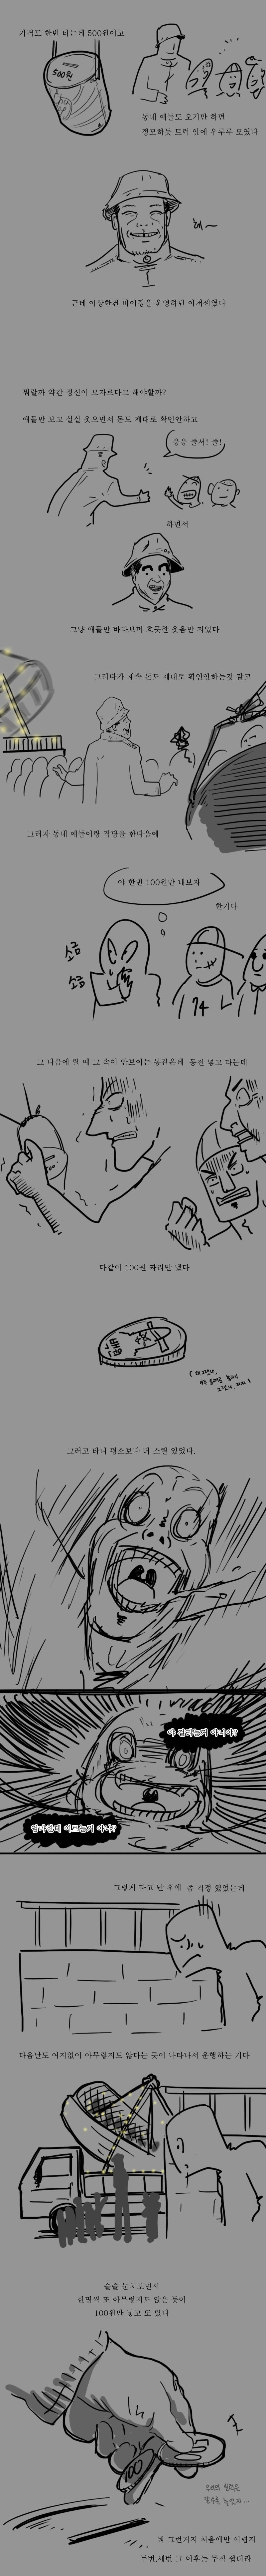 가격도 한번 타는데 500원이고
500원
동네 애들도 오기만 하면
정모하듯 트럭 앞에 우루루 모였다
헤~
근데 이상한건 바이킹을 운영하던 아저씨였다
뭐랄까 약간 정신이 모자르다고 해야할까?
애들만 보고 실실 웃으면서 돈도 제대로 확인안하고
응응 줄서! 줄!
하면서
그냥 애들만 바라보며 흐뭇한 웃음만 지었다
그러다가 계속 돈도 제대로 확인안하는것 같고
그러자 동네 애들이랑 작당을 한다음에
야 한번 100원만 내보자
한거다
소곤
소곤
74
그 다음에 탈 때 그 속이 안보이는 통같은데 동전 넣고 타는데
다같이 100원 짜리만 냈다
백원
그러고 타니 평소보다 더 스릴 있었다.
야 걸리는거 아니야?
엄마한테 이르는거 아냐?
그렇게 타고 난 후에 좀 걱정 했었는데
다음날도 여지없이 아무렇지도 않다는 듯이 나타나서 운행하는 거다
슬슬 눈치보면서
한명씩 또 아무렇지도 않은 듯이
100원만 넣고 또 탔다
100
뭐 그런거지 처음에만 어렵지
두번,세번 그 이후는 무척 쉽더라